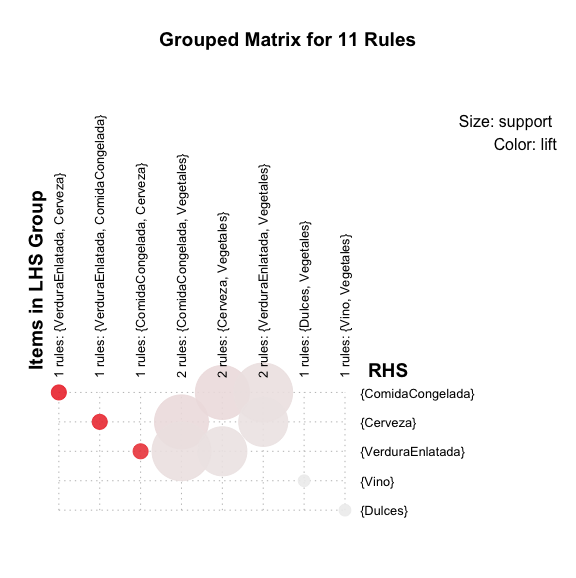 Grouped Matrix for 11 Rules
Size: support
Color: lift
Items in LHS Group
1 rules: {VerduraEnlatada, Cerveza}
1 rules: {VerduraEnlatada, ComidaCongelada}
1 rules: {ComidaCongelada, Cerveza}
2 rules: {ComidaCongelada, Vegetales}
2 rules: {Cerveza, Vegetales}
2 rules: {VerduraEnlatada, Vegetales}
1 rules: {Dulces, Vegetales}
1 rules: {Vino, Vegetales}
RHS
{ComidaCongelada}
{Cerveza}
{VerduraEnlatada}
{Vino}
{Dulces}